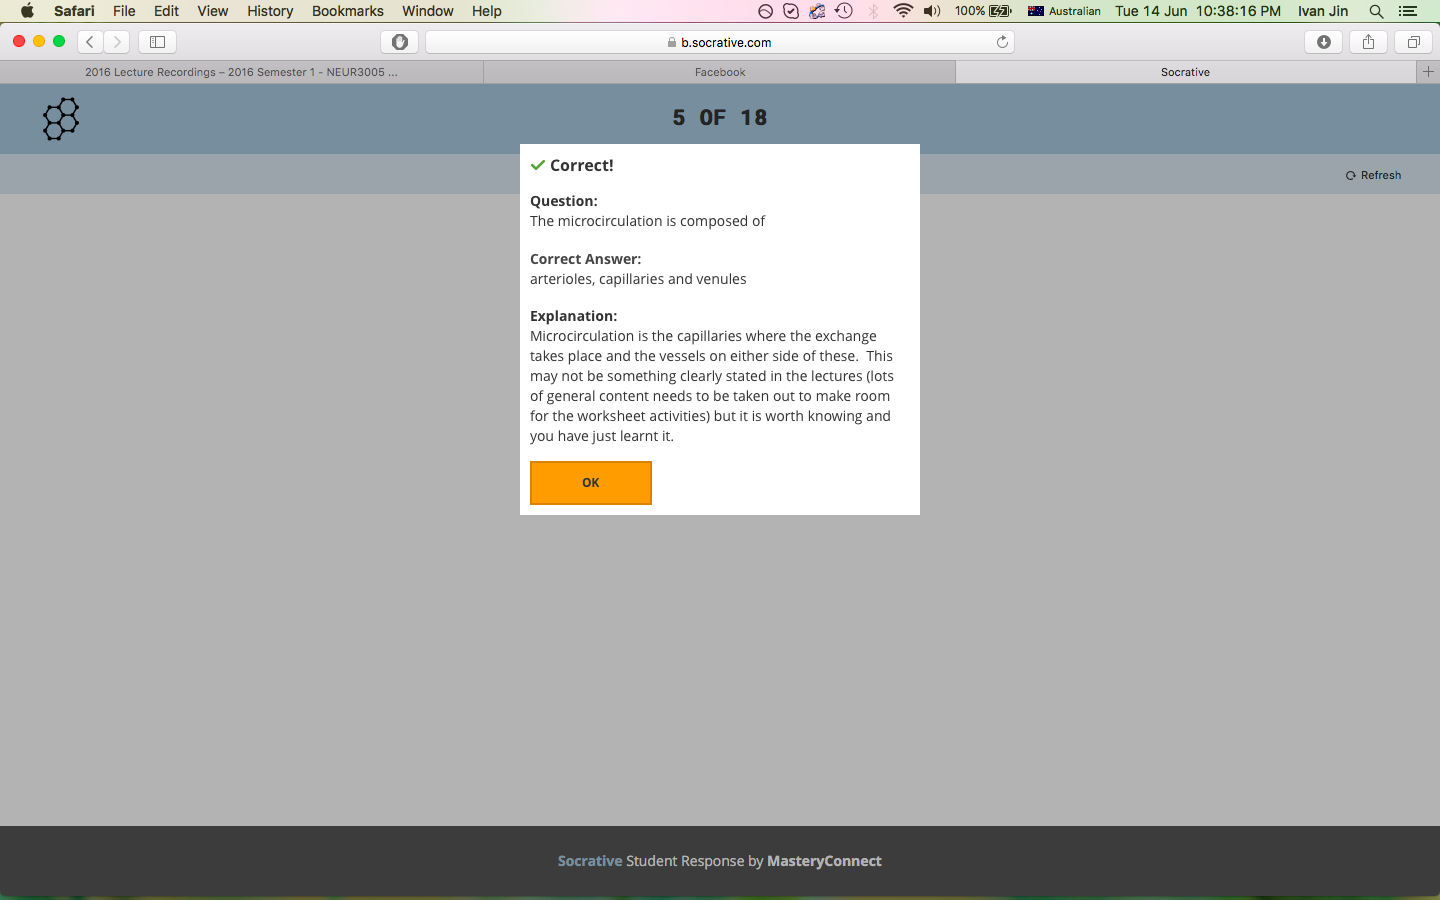 Safari File Edit View History Bookmarks Window Help 100% Australian Tue 14 Jun 10:38:16 PM Ivan Jin
b.socrative.com
2016 Lecture Recordings – 2016 Semester 1 - NEUR3005 ... Facebook Socrative
5 OF 18
Refresh
Correct!
Question:
The microcirculation is composed of
Correct Answer:
arterioles, capillaries and venules
Explanation:
Microcirculation is the capillaries where the exchange
takes place and the vessels on either side of these. This
may not be something clearly stated in the lectures (lots
of general content needs to be taken out to make room
for the worksheet activities) but it is worth knowing and
you have just learnt it.
OK
Socrative Student Response by MasteryConnect